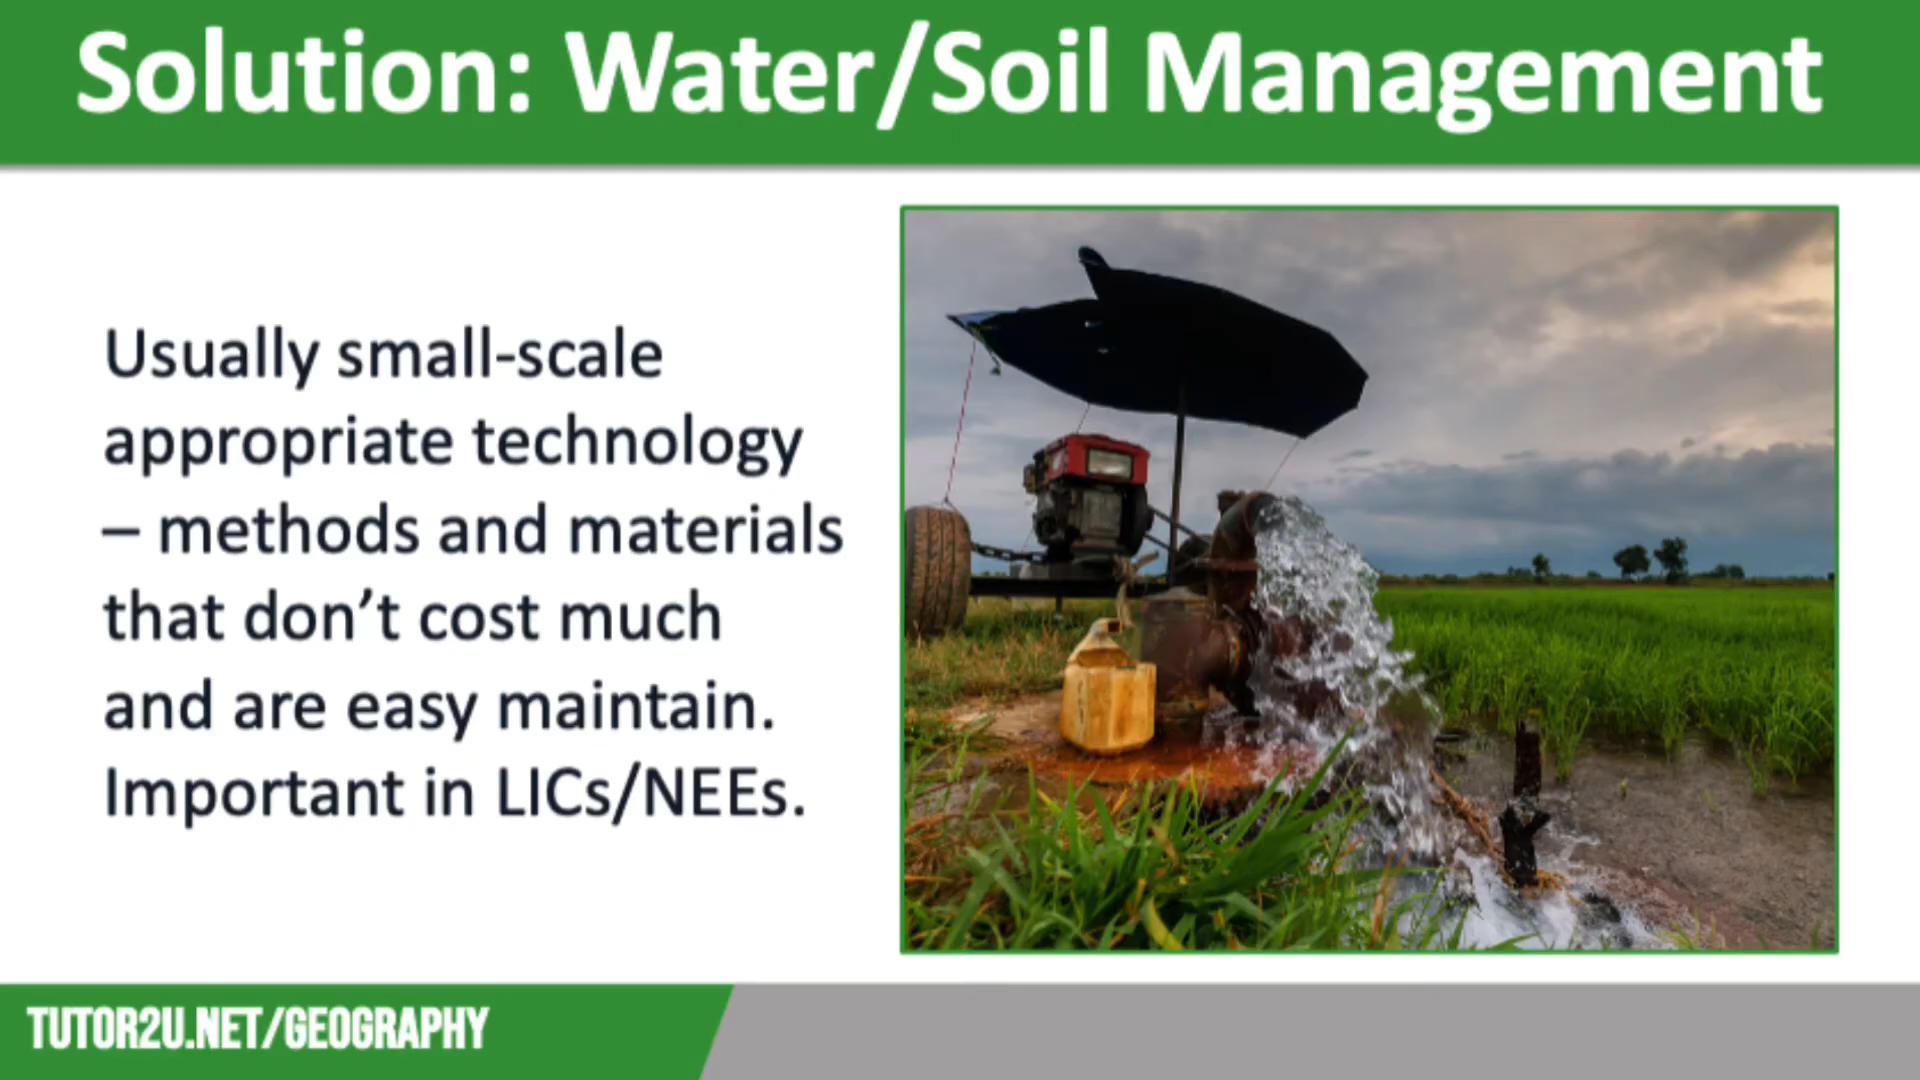 Solution: Water/Soil Management
Usually small-scale
appropriate technology
– methods and materials
that don’t cost much
and are easy maintain.
Important in LICs/NEEs.
TUTOR2U.NET/GEOGRAPHY